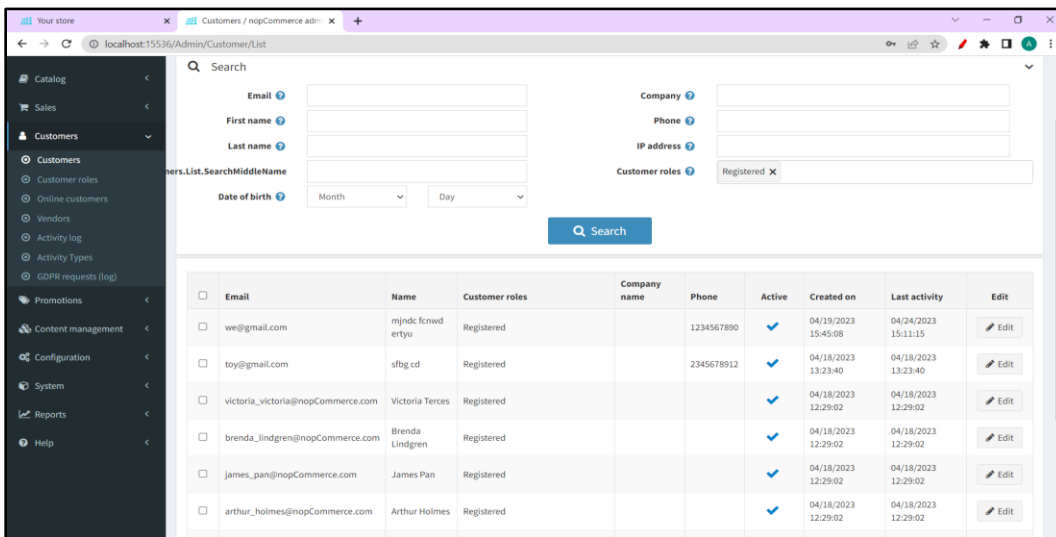 Your store
Customers / nopCommerce adm
localhost:15536/Admin/Customer/List
A
Catalog
Sales
Customers
Customers
Customer roles
Online customers
Vendors
Activity log
Activity Types
GDPR requests (log)
Promotions
Content management
Configuration
System
Reports
Help
Search
Email
Company
First name
Phone
Last name
IP address
ners.List.SearchMiddleName
Customer roles
Registered
Date of birth
Month
Day
Search
Email Name Customer roles Company name Phone Active Created on Last activity Edit
we@gmail.com mjndc fcnwd ertyu Registered 1234567890 04/19/2023 15:45:08 04/24/2023 15:11:15 Edit
toy@gmail.com sfbg cd Registered 2345678912 04/18/2023 13:23:40 04/18/2023 13:23:40 Edit
victoria_victoria@nopCommerce.com Victoria Terces Registered 04/18/2023 12:29:02 04/18/2023 12:29:02 Edit
brenda_lindgren@nopCommerce.com Brenda Lindgren Registered 04/18/2023 12:29:02 04/18/2023 12:29:02 Edit
james_pan@nopCommerce.com James Pan Registered 04/18/2023 12:29:02 04/18/2023 12:29:02 Edit
arthur_holmes@nopCommerce.com Arthur Holmes Registered 04/18/2023 12:29:02 04/18/2023 12:29:02 Edit